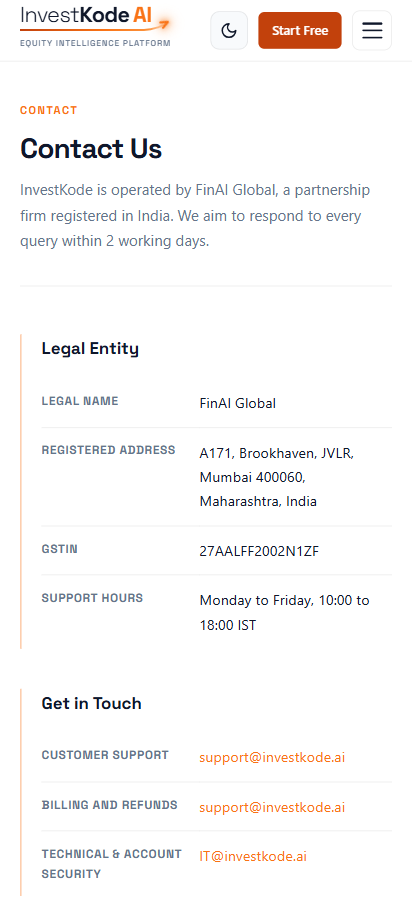 InvestKode AI
EQUITY INTELLIGENCE PLATFORM
Start Free
CONTACT
Contact Us
InvestKode is operated by FinAI Global, a partnership
firm registered in India. We aim to respond to every
query within 2 working days.
Legal Entity
LEGAL NAME
FinAI Global
REGISTERED ADDRESS
A171, Brookhaven, JVLR,
Mumbai 400060,
Maharashtra, India
GSTIN
27AALFF2002N1ZF
SUPPORT HOURS
Monday to Friday, 10:00 to
18:00 IST
Get in Touch
CUSTOMER SUPPORT
support@investkode.ai
BILLING AND REFUNDS
support@investkode.ai
TECHNICAL & ACCOUNT
SECURITY
IT@investkode.ai